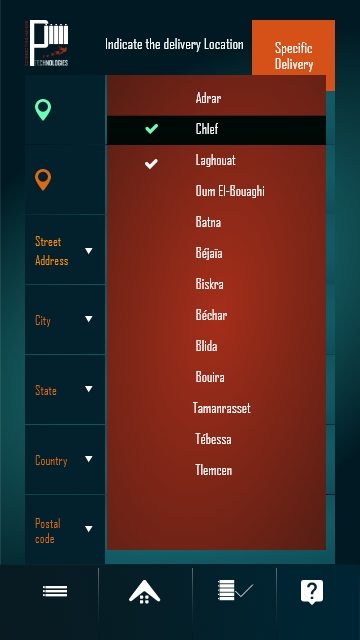 TECHNOLOGIES
Indicate the delivery Location
Specific
Delivery
Adrar
Chlef
Laghouat
Oum El-Bouaghi
Batna
Béjaïa
Biskra
Béchar
Blida
Bouira
Tamanrasset
Tébessa
Tlemcen
Street
Address
City
State
Country
Postal
code